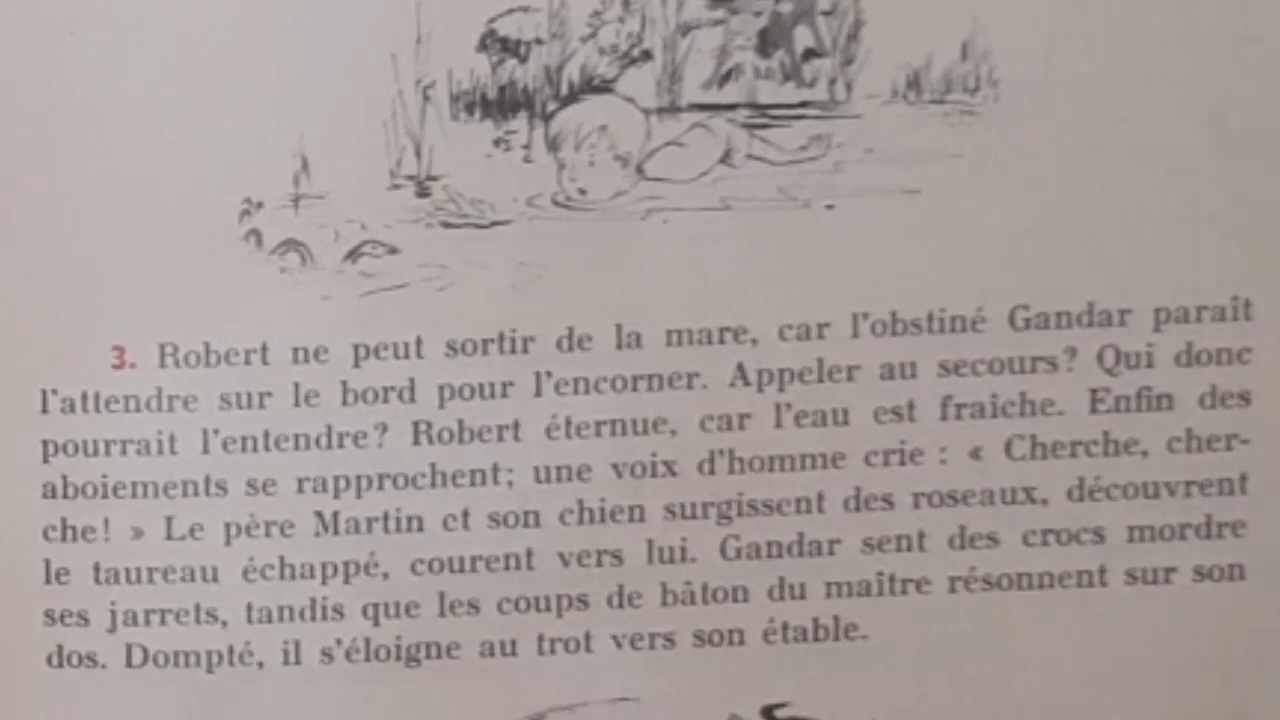 3. Robert ne peut sortir de la mare, car l'obstiné Gandar paraît
l'attendre sur le bord pour l'encorner. Appeler au secours? Qui donc
pourrait l'entendre? Robert éternue, car l'eau est fraîche. Enfin des
aboiements se rapprochent; une voix d'homme crie : « Cherche, cher-
che! » Le père Martin et son chien surgissent des roseaux, découvrent
le taureau échappé, courent vers lui. Gandar sent des crocs mordre
ses jarrets, tandis que les coups de bâton du maître résonnent sur son
dos. Dompté, il s'éloigne au trot vers son étable.